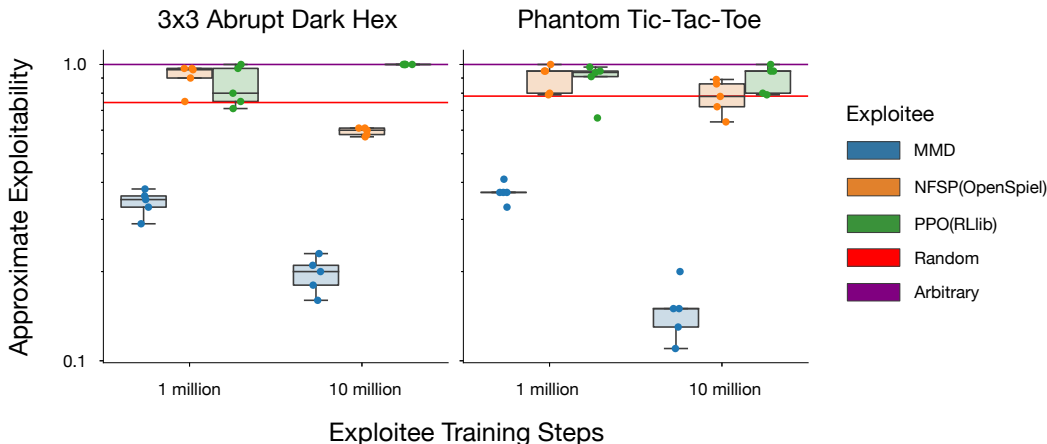 3x3 Abrupt Dark Hex
Phantom Tic-Tac-Toe
Approximate Exploitability
1.0
0.1
1 million
10 million
1 million
10 million
Exploitee Training Steps
Exploitee
MMD
NFSP(OpenSpiel)
PPO(RLlib)
Random
Arbitrary